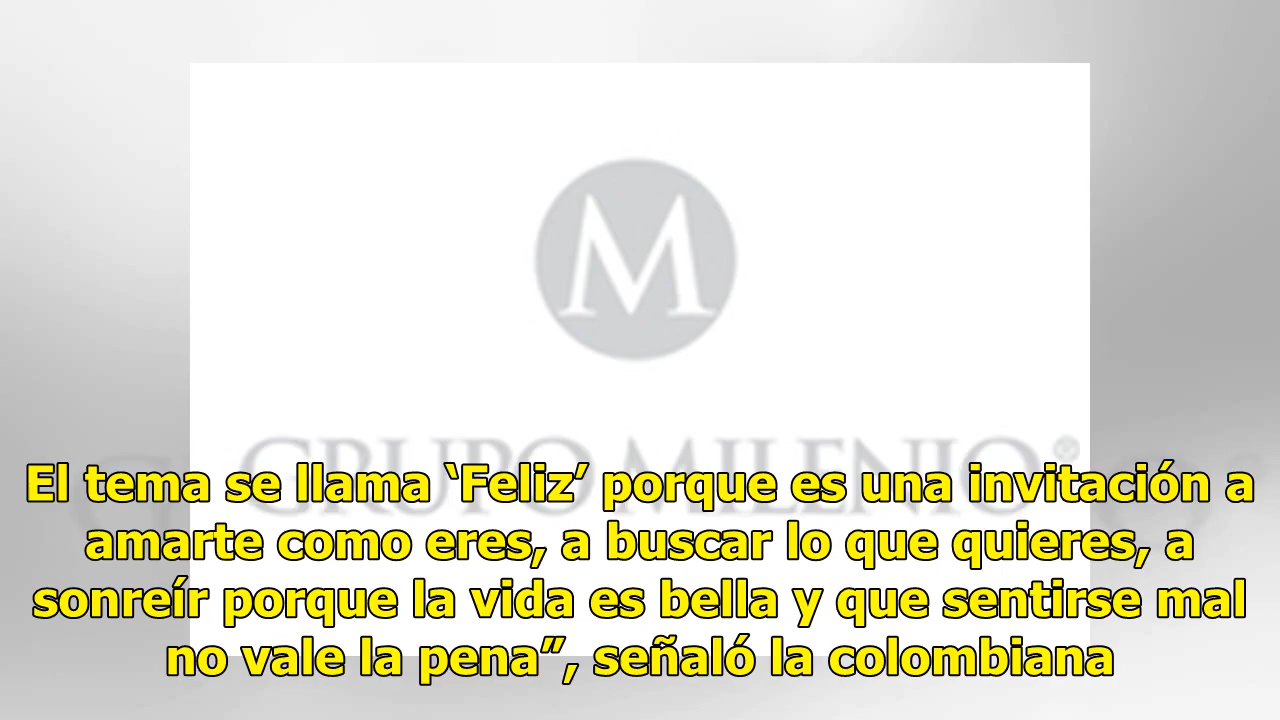 M
GRUPO MILENIO®
El tema se llama ‘Feliz’ porque es una invitación a
amarte como eres, a buscar lo que quieres, a
sonreír porque la vida es bella y que sentirse mal
no vale la pena”, señaló la colombiana